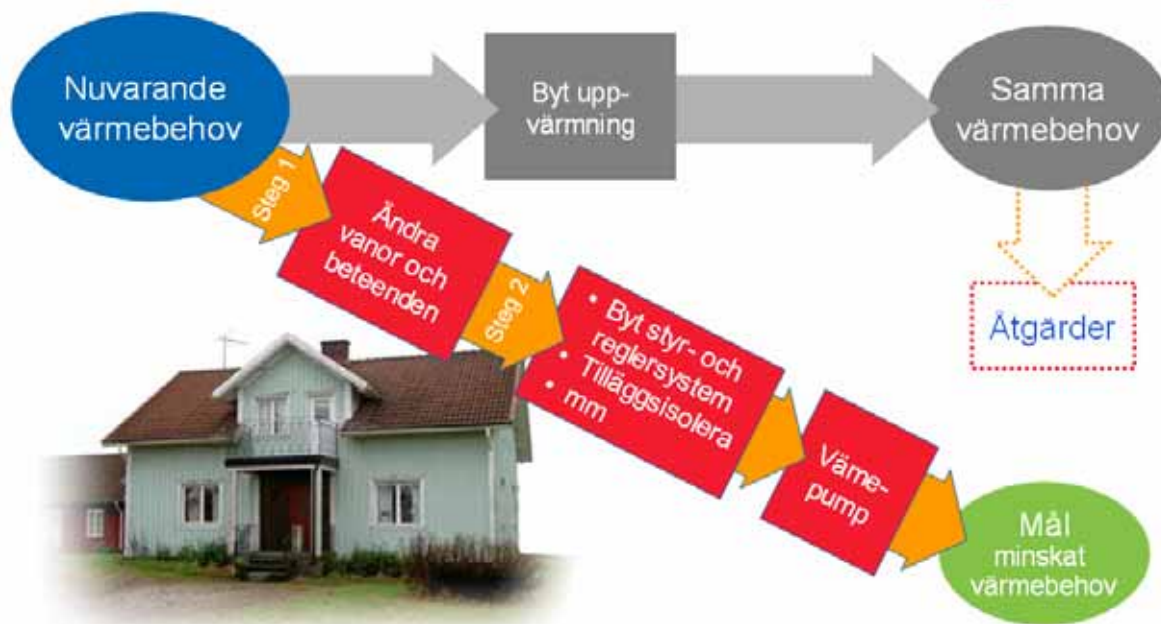 Nuvarande
värmebehov
Byt upp-
värmning
Samma
värmebehov
Steg 1
Ändra
vanor och
beteenden
Steg 2
• Byt styr- och
reglersystem
• Tilläggsisolera
• mm
Värme-
pump
Åtgärder
Mål
minskat
värmebehov